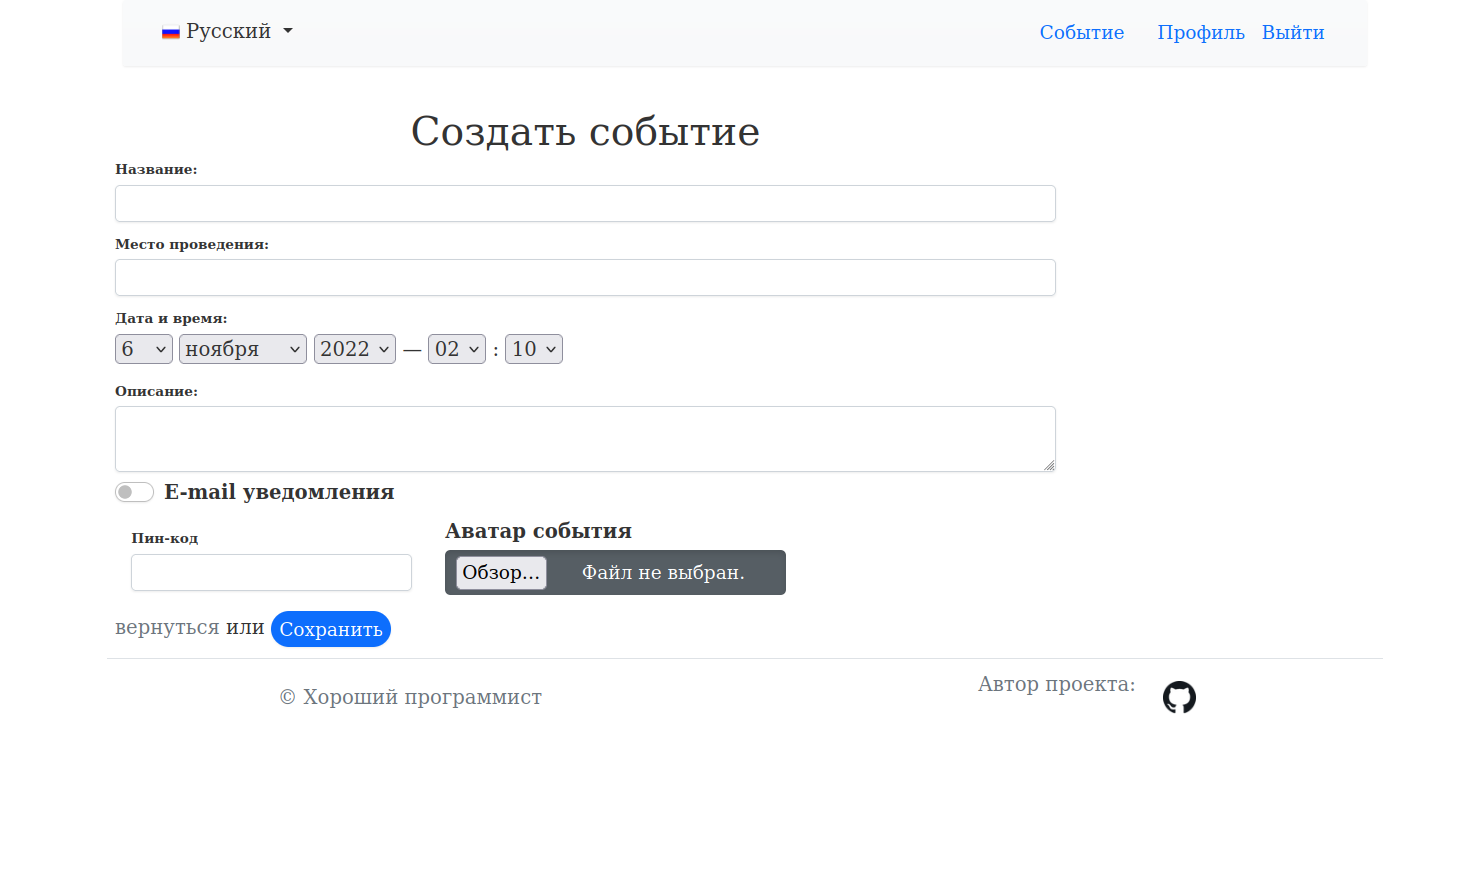 Русский
Событие Профиль Выйти
Создать событие
Название:
Место проведения:
Дата и время:
6 ноября 2022 — 02 : 10
Описание:
E-mail уведомления
Пин-код
Аватар события
Обзор... Файл не выбран.
вернуться или Сохранить
© Хороший программист
Автор проекта: